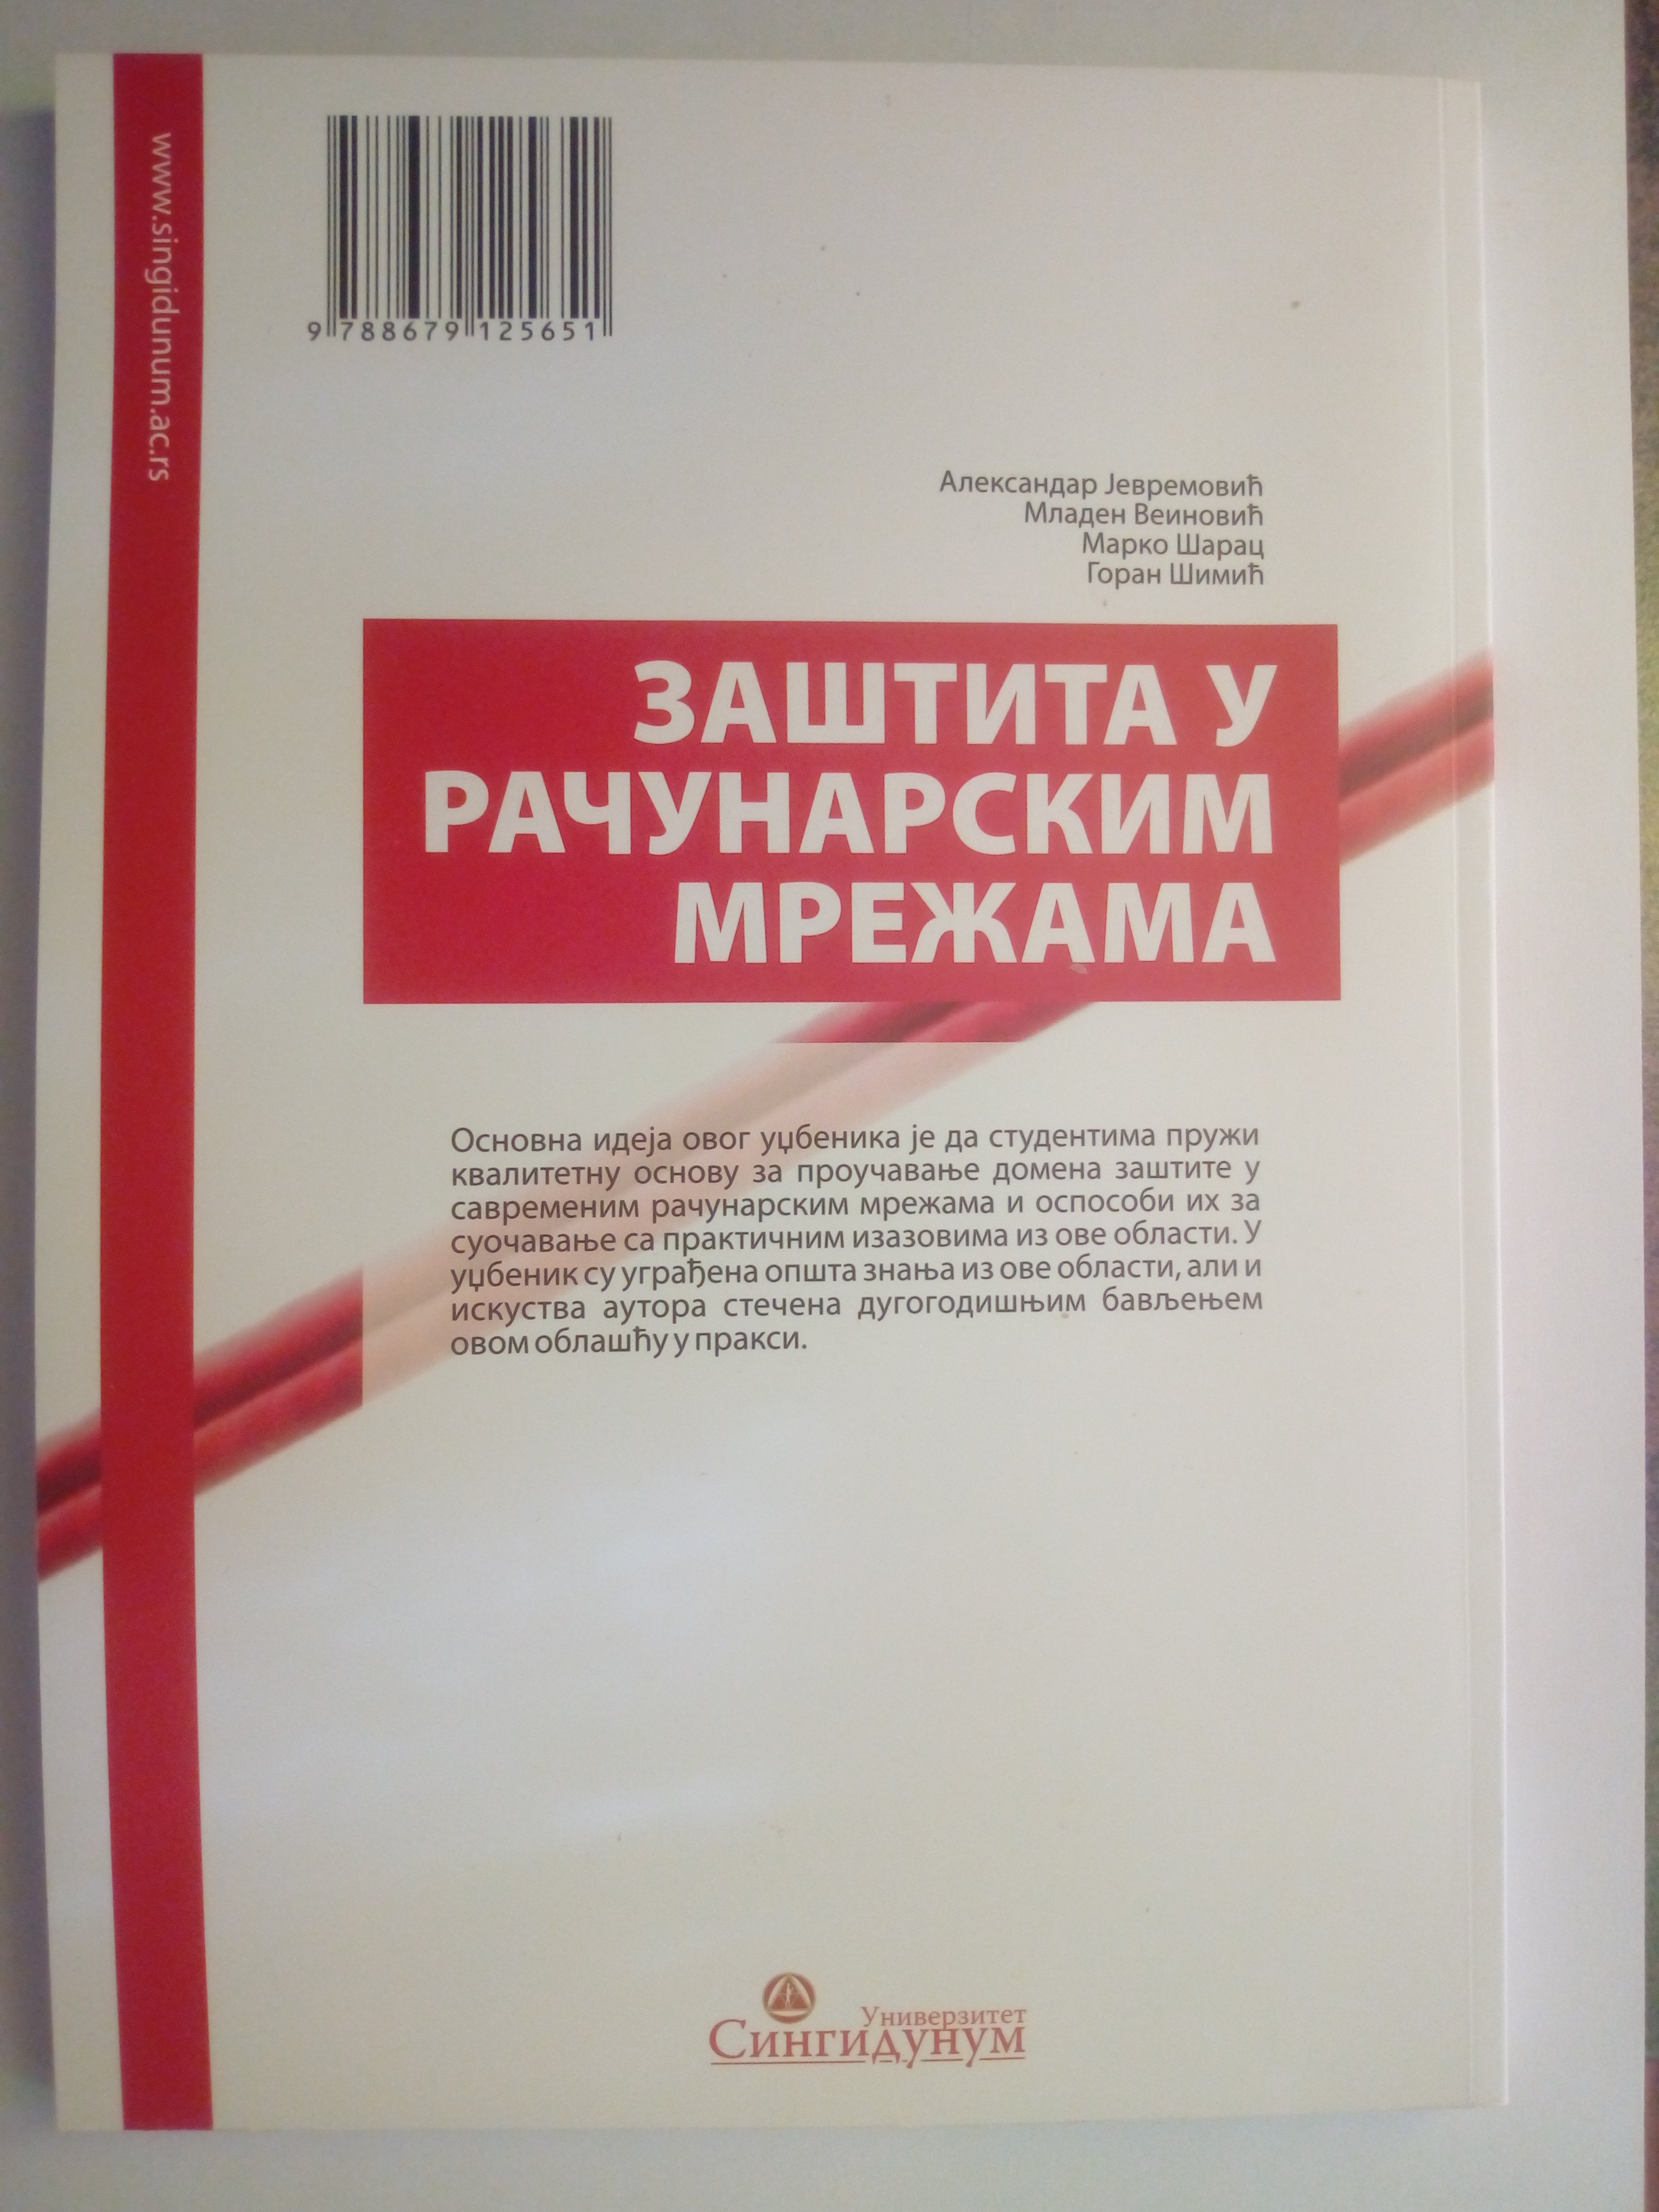 www.singidunum.ac.rs
9 788679 125651
Александар Јевремовић
Младен Веиновић
Марко Шарац
Горан Шимић
ЗАШТИТА У
РАЧУНАРСКИМ
МРЕЖАМА
Основна идеја овог уџбеника је да студентима пружи
квалитетну основу за проучавање домена заштите у
савременим рачунарским мрежама и оспособи их за
суочавање са практичним изазовима из ове области. У
уџбеник су уграђена општа знања из ове области, али и
искуства аутора стечена дугогодишњим бављењем
овом облашћу у пракси.
Универзитет
Сингидунум